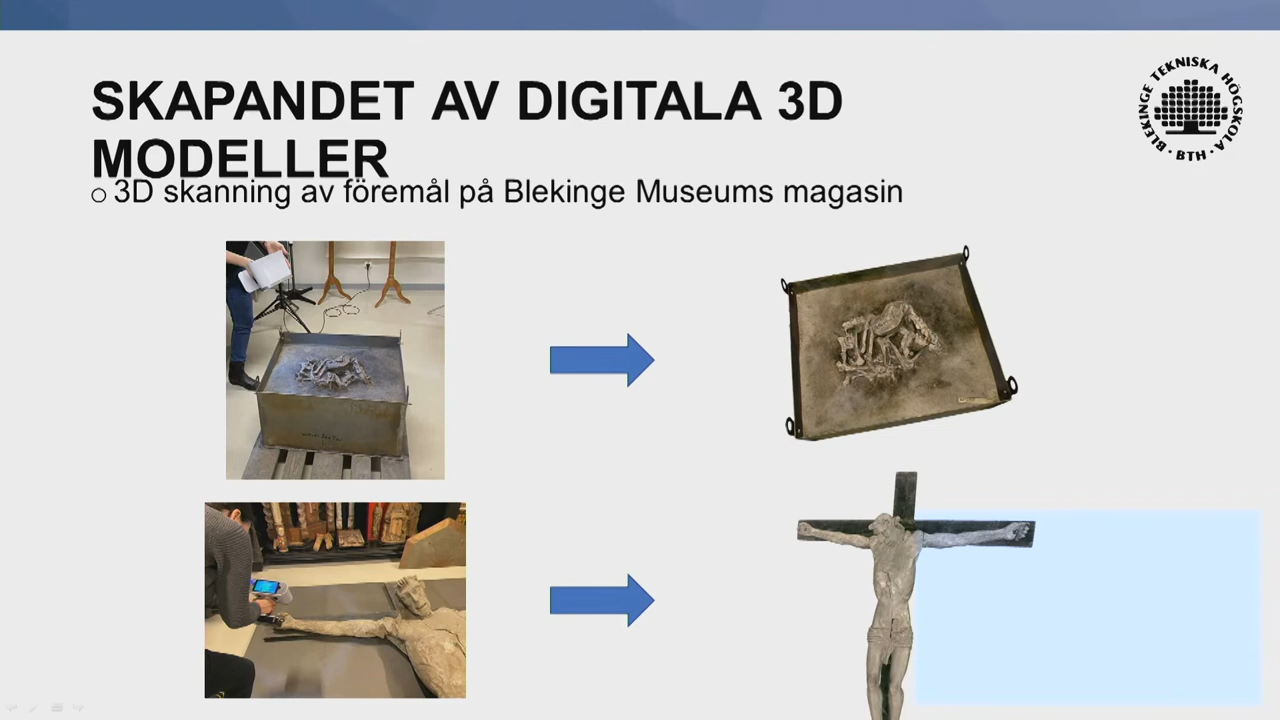 SKAPANDET AV DIGITALA 3D
MODELLER
3D skanning av föremål på Blekinge Museums magasin
BLEKINGE TEKNISKA HÖGSKOLA
BTH